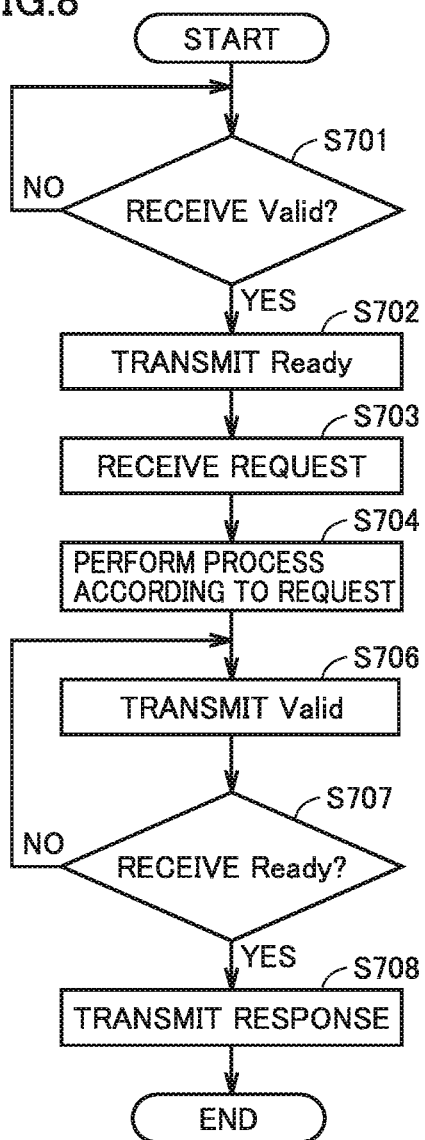 FIG.8
START
S701
NO
RECEIVE Valid?
YES
S702
TRANSMIT Ready
S703
RECEIVE REQUEST
S704
PERFORM PROCESS
ACCORDING TO REQUEST
S706
TRANSMIT Valid
S707
NO
RECEIVE Ready?
YES
S708
TRANSMIT RESPONSE
END